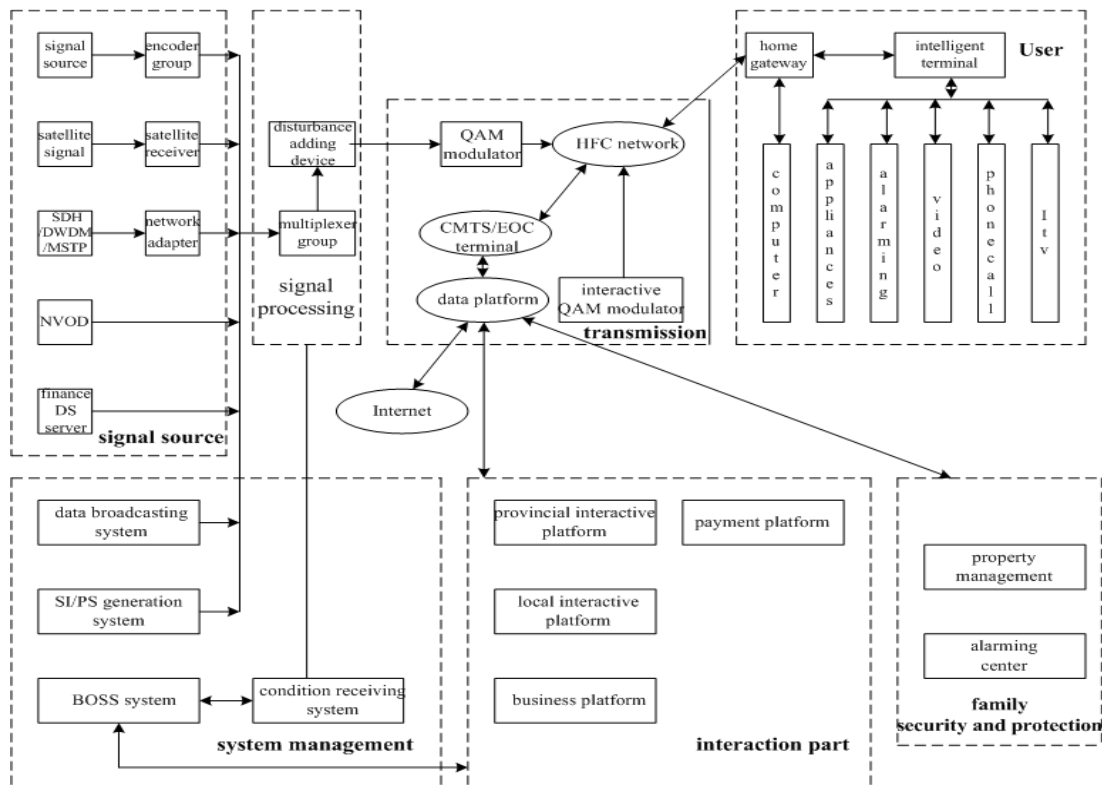 signal
source
encoder
group
satellite
signal
satellite
receiver
SDH
/DWDM
/MSTP
network
adapter
NVOD
finance
DS
server
signal source
disturbance
adding
device
multiplexer
group
signal
processing
QAM
modulator
HFC network
CMTS/EOC
terminal
data platform
interactive
QAM modulator
transmission
Internet
home
gateway
intelligent
terminal
User
computer
appliances
alarming
video
phonecall
Itv
data broadcasting
system
SI/PS generation
system
BOSS system
condition receiving
system
system management
provincial interactive
platform
payment platform
local interactive
platform
business platform
interaction part
property
management
alarming
center
family
security and protection